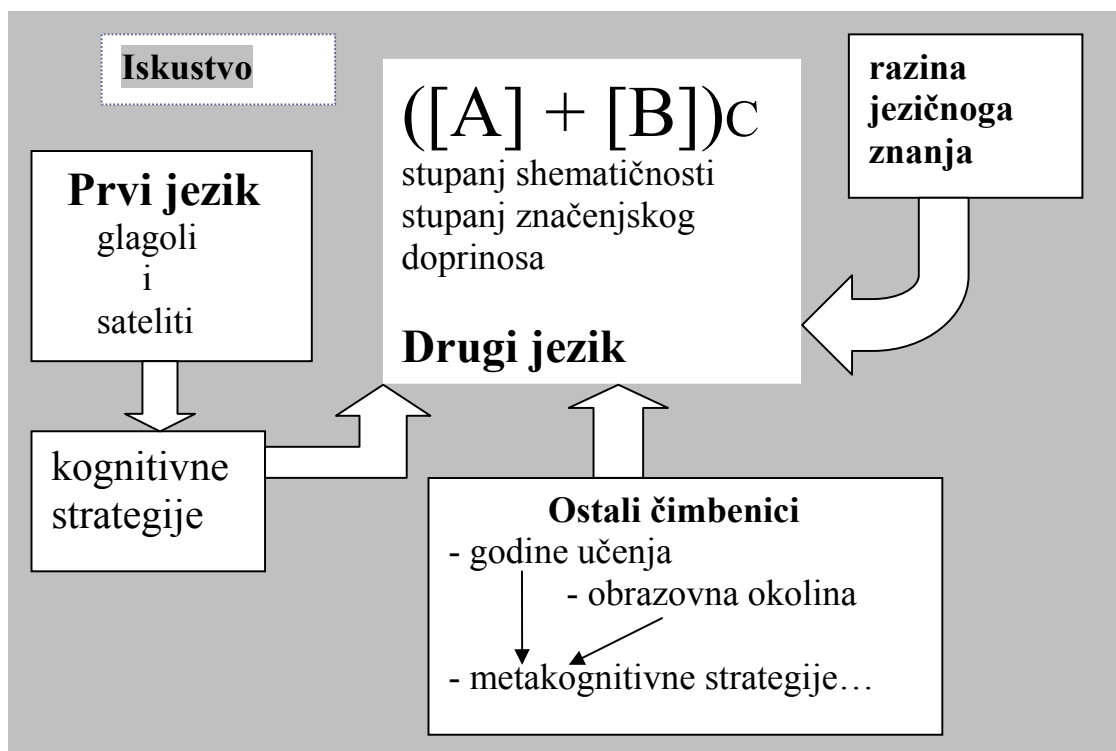 Iskustvo
([A] + [B])C
stupanj shematičnosti
stupanj značenjskog
doprinosa
Drugi jezik
razina
jezičnoga
znanja
Prvi jezik
glagoli
i
sateliti
kognitivne
strategije
Ostali čimbenici
- godine učenja
- obrazovna okolina
- metakognitivne strategije…